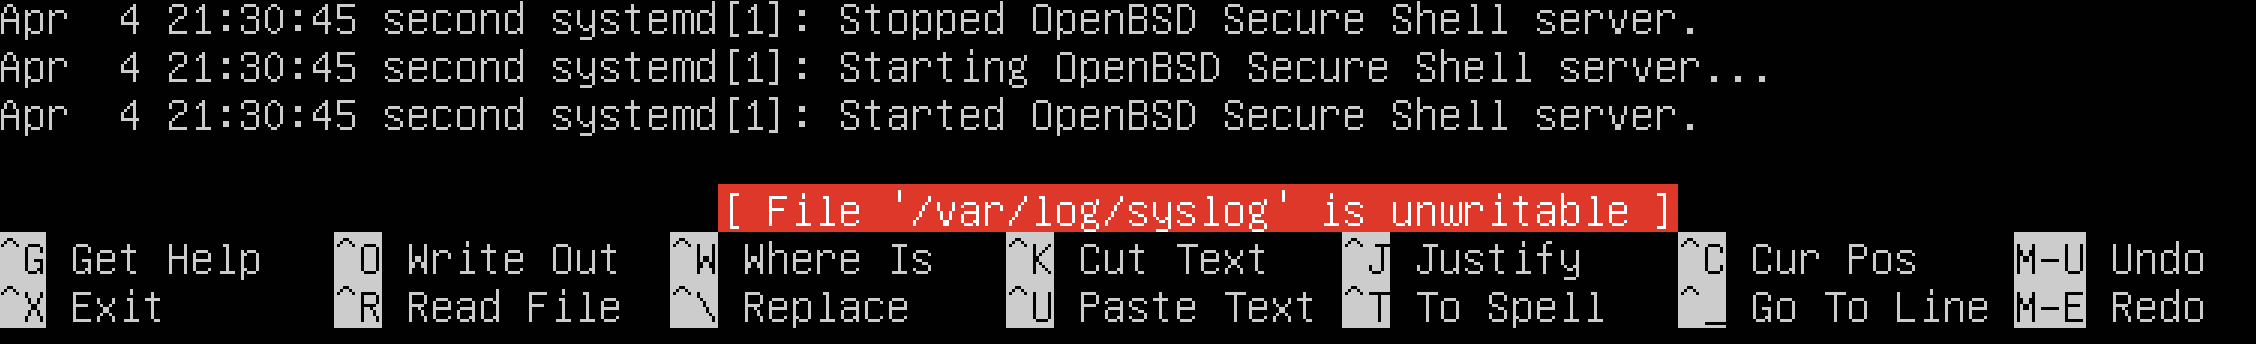 Apr  4 21:30:45 second systemd[1]: Stopped OpenBSD Secure Shell server.
Apr  4 21:30:45 second systemd[1]: Starting OpenBSD Secure Shell server...
Apr  4 21:30:45 second systemd[1]: Started OpenBSD Secure Shell server.
[ File '/var/log/syslog' is unwritable ]
^G Get Help ^O Write Out ^W Where Is ^K Cut Text ^J Justify ^C Cur Pos M-U Undo
^X Exit ^R Read File ^\ Replace ^U Paste Text ^T To Spell ^_ Go To Line M-E Redo